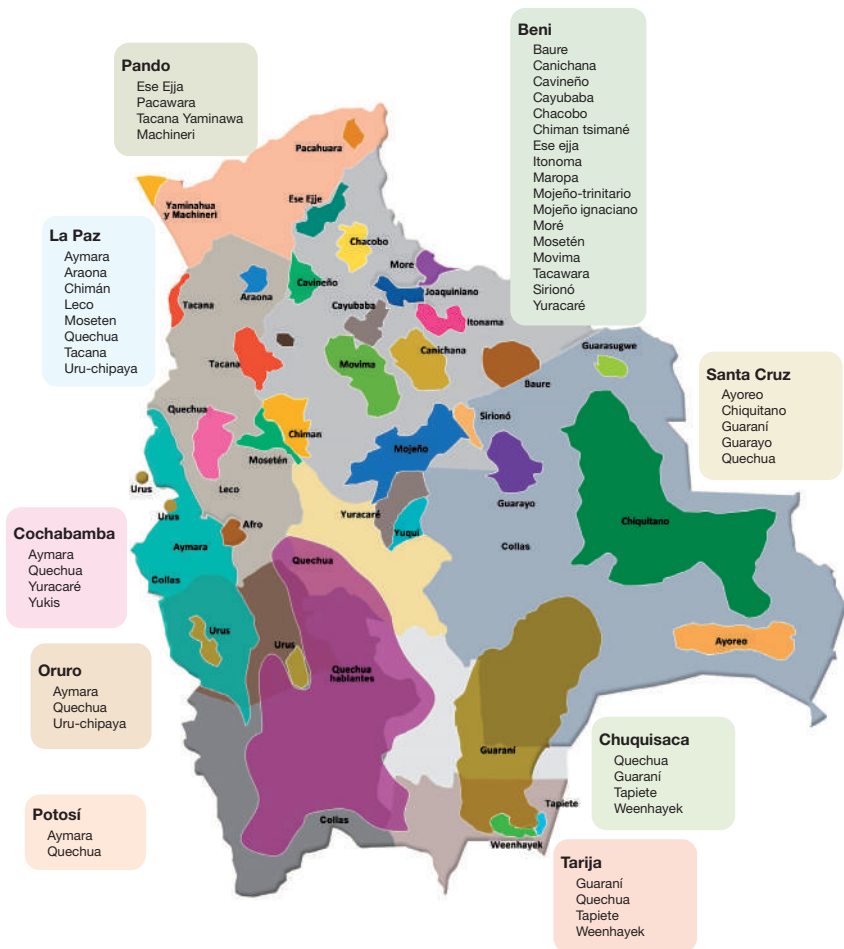 Pando
Ese Ejja
Pacawara
Tacana Yaminawa
Machineri
Beni
Baure
Canichana
Cavineño
Cayubaba
Chacobo
Chiman tsimané
Ese ejja
Itonoma
Maropa
Mojeño-trinitario
Mojeño ignaciano
Moré
Mosetén
Movima
Tacawara
Sirionó
Yuracaré
La Paz
Aymara
Araona
Chimán
Leco
Moseten
Quechua
Tacana
Uru-chipaya
Santa Cruz
Ayoreo
Chiquitano
Guaraní
Guarayo
Quechua
Cochabamba
Aymara
Quechua
Yuracaré
Yukis
Oruro
Aymara
Quechua
Uru-chipaya
Potosí
Aymara
Quechua
Chuquisaca
Quechua
Guaraní
Tapiete
Weenhayek
Tarija
Guaraní
Quechua
Tapiete
Weenhayek
Pacahuara
Yaminahua
y Machineri
Ese Ejje
Chacobo
More
Joaquiniano
Tacana
Araona
Cavineño
Cayubaba
Itonama
Tacana
Movima
Canichana
Baure
Guarasugwe
Quechua
Chiman
Mosetén
Sirionó
Mojeño
Leco
Urus
Urus
Afro
Aymara
Yuracaré
Yuqui
Guarayo
Chiquitano
Collas
Collas
Quechua
Urus
Urus
Quechua
hablantes
Ayoreo
Guaraní
Tapiete
Collas
Weenhayek